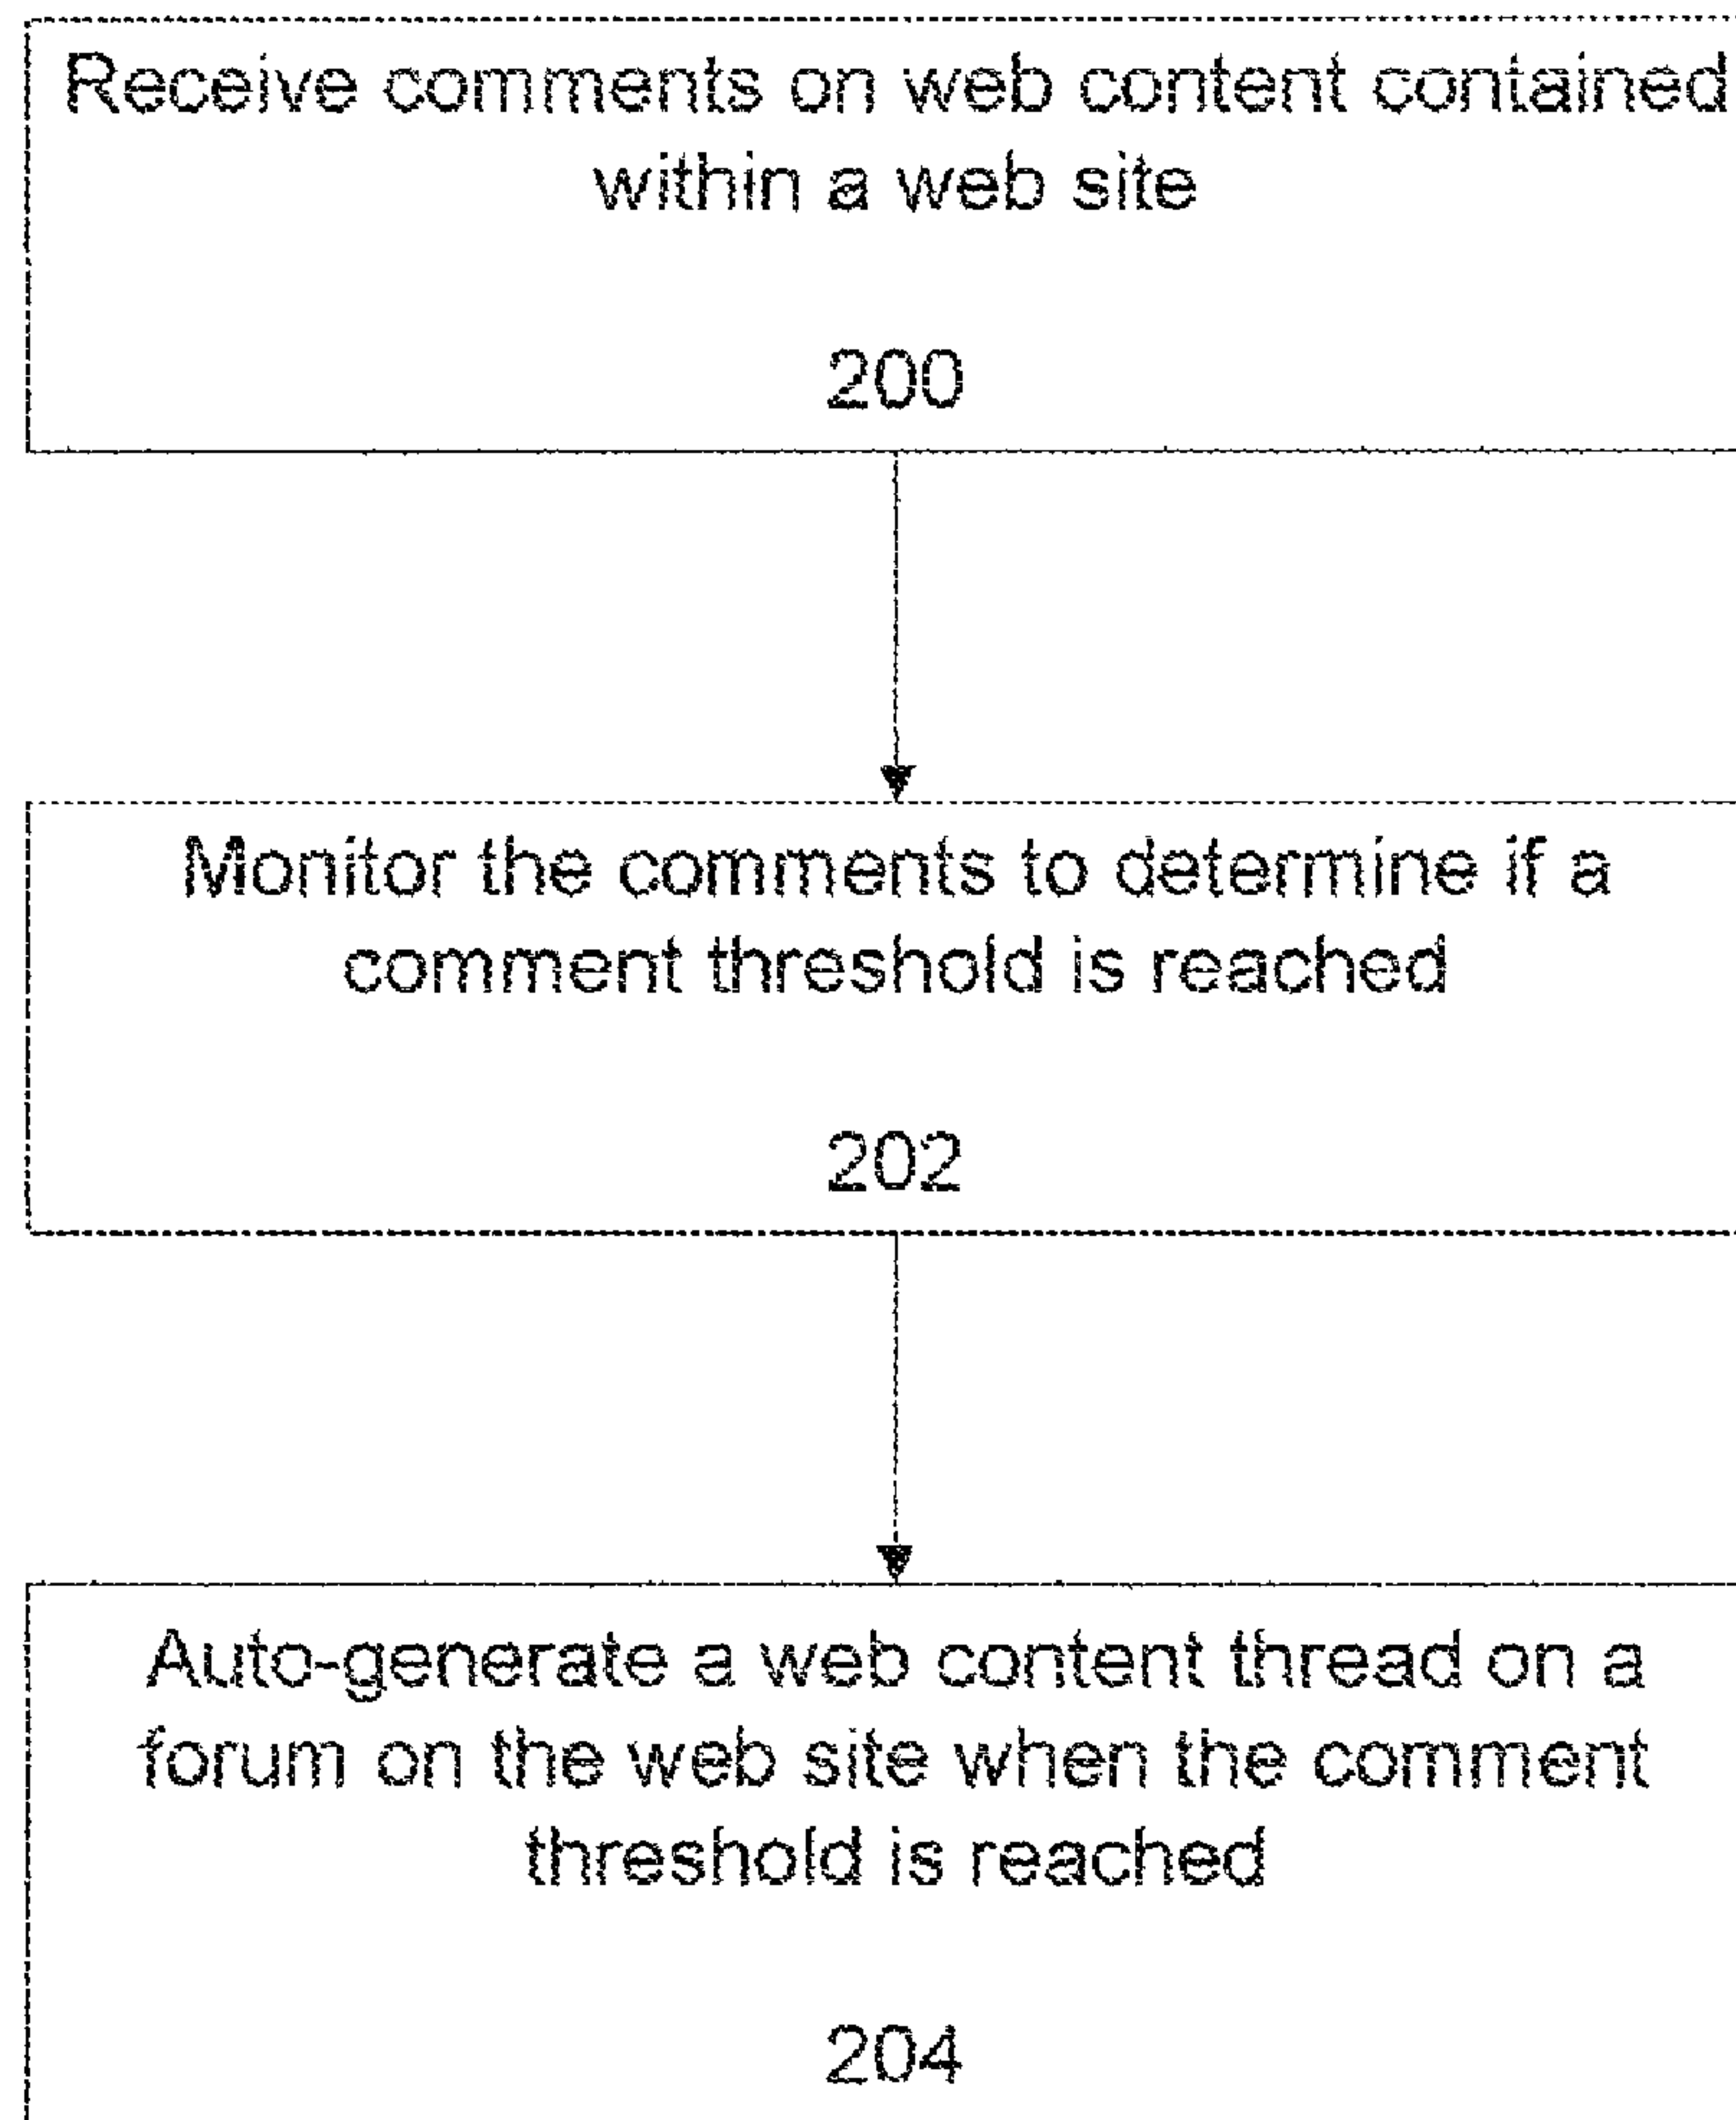 Receive comments on web content contained
within a web site
200
Monitor the comments to determine if a
comment threshold is reached
202
Auto-generate a web content thread on a
forum on the web site when the comment
threshold is reached
204